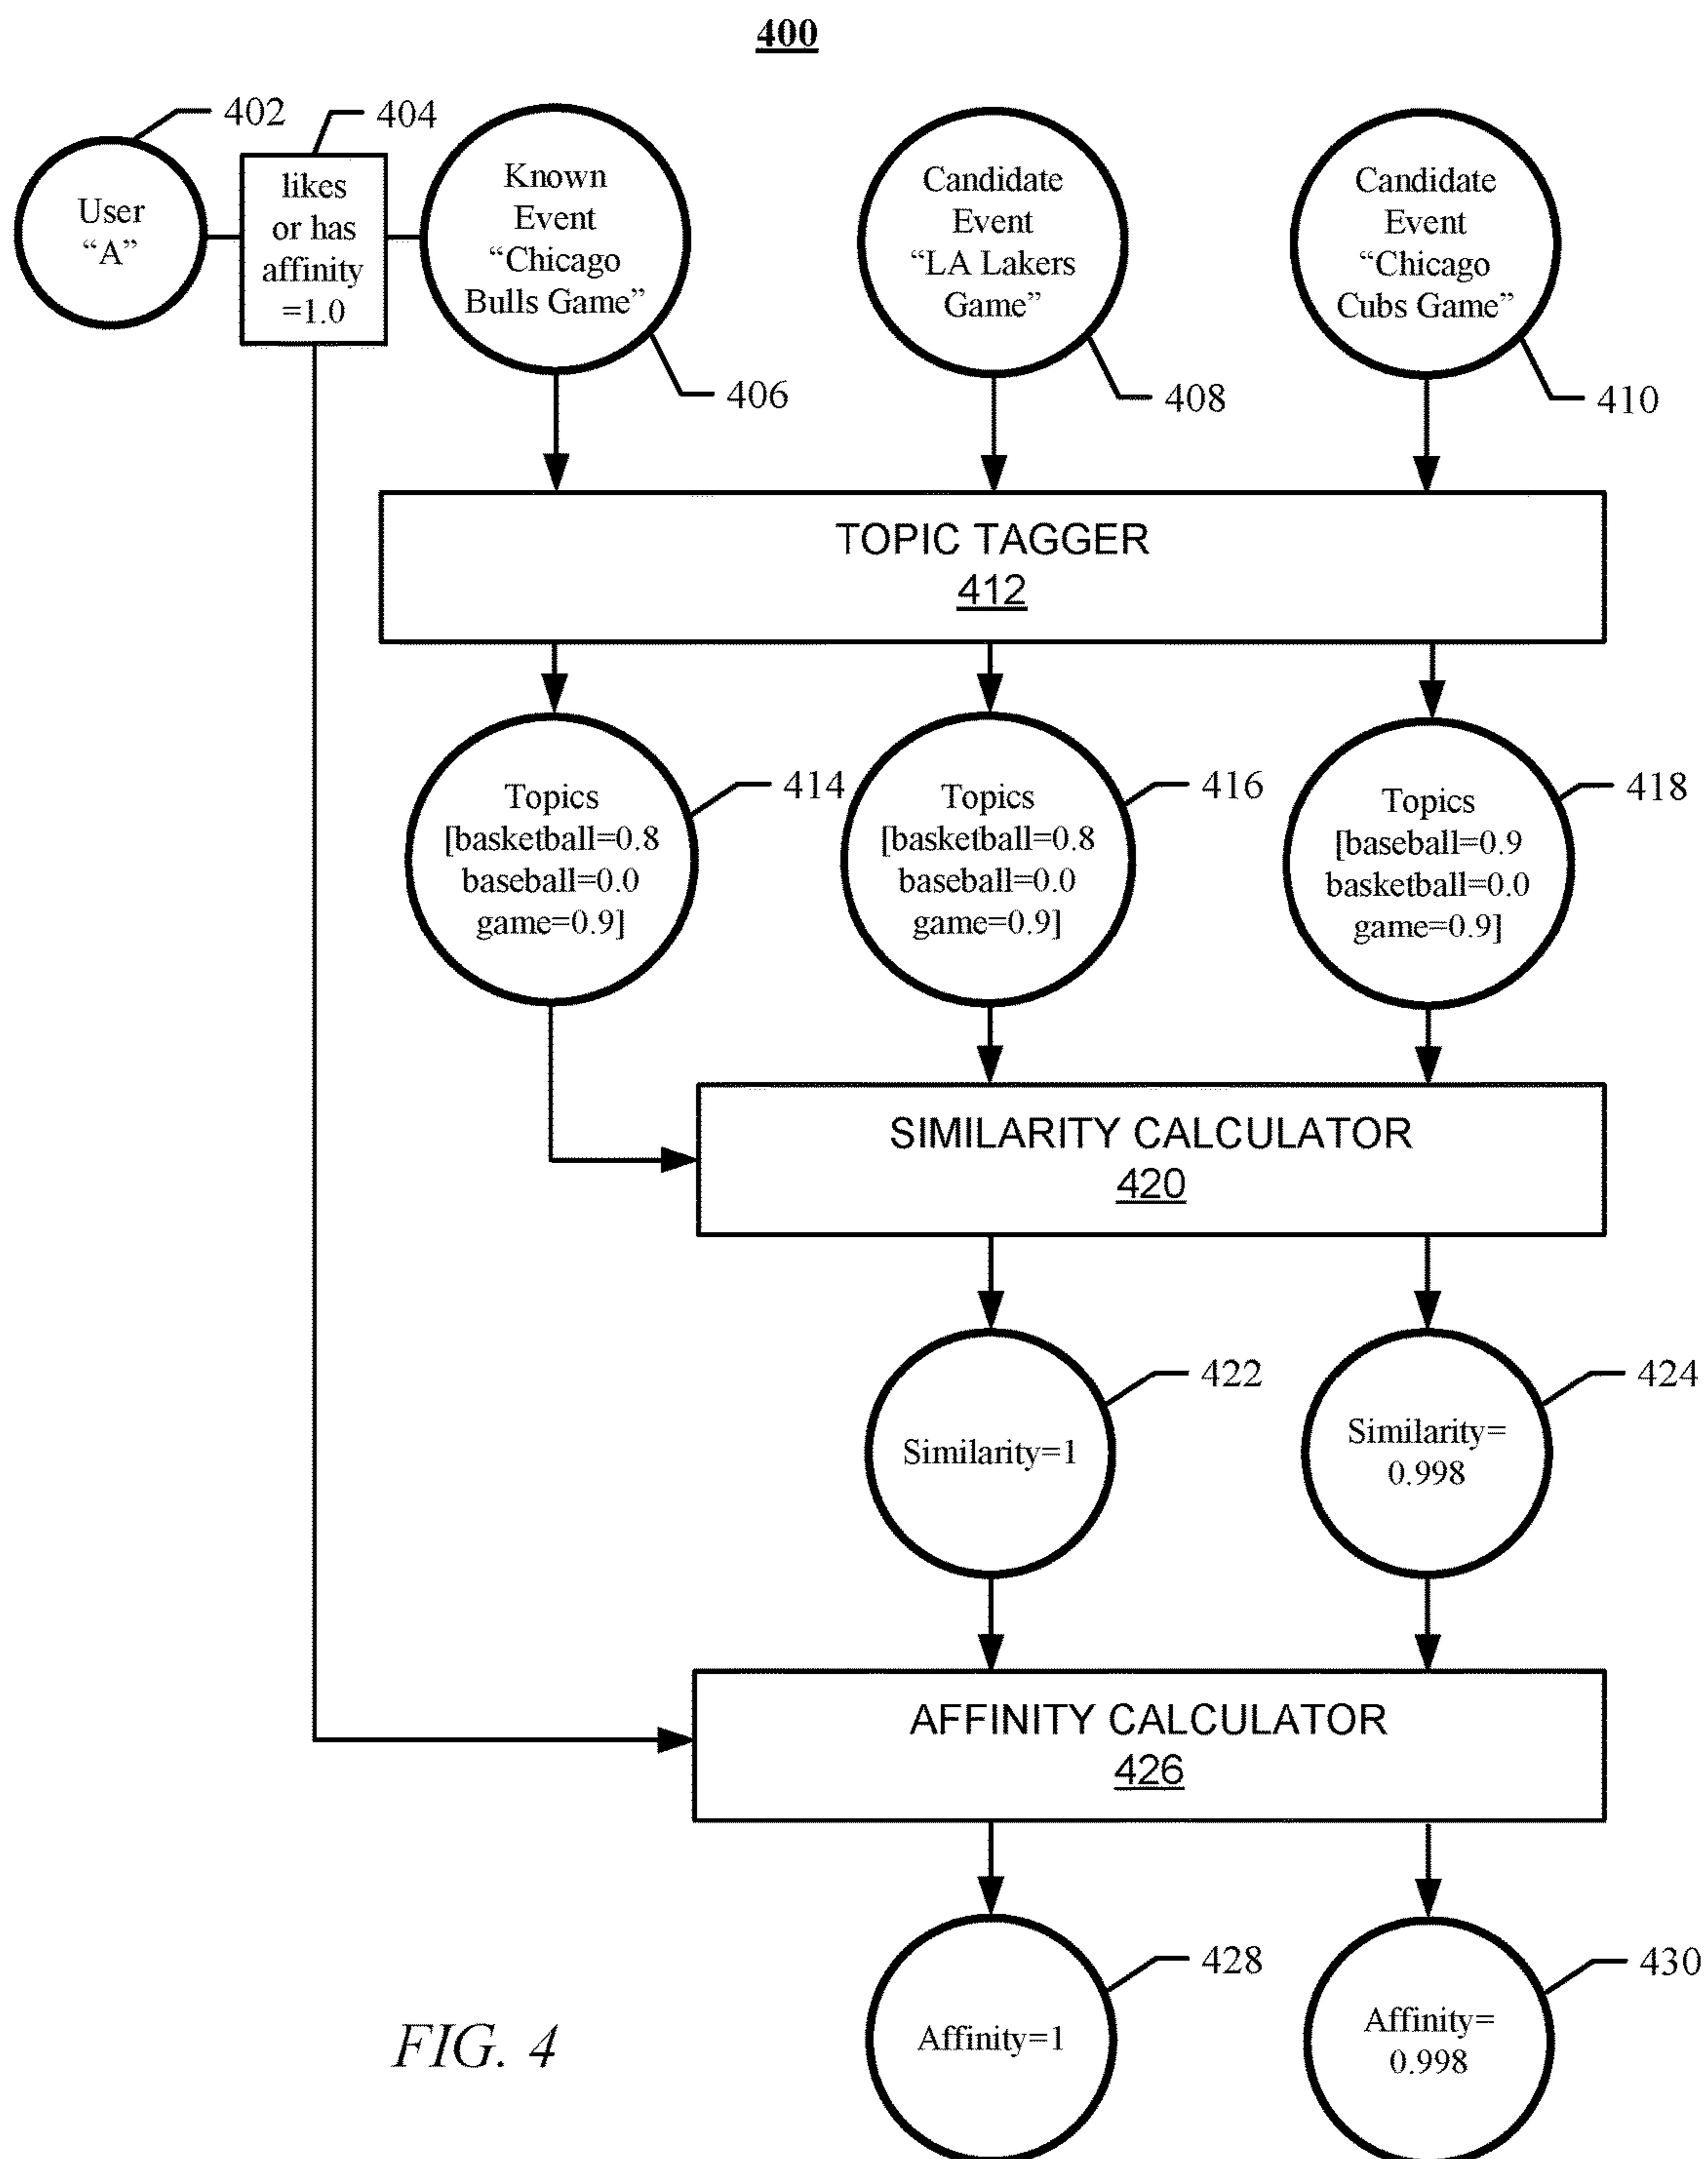 400
402
404
User
“A”
likes
or has
affinity
=1.0
Known
Event
“Chicago
Bulls Game”
406
Candidate
Event
“LA Lakers
Game”
408
Candidate
Event
“Chicago
Cubs Game”
410
TOPIC TAGGER
412
Topics
[basketball=0.8
baseball=0.0
game=0.9]
414
Topics
[basketball=0.8
baseball=0.0
game=0.9]
416
Topics
[baseball=0.9
basketball=0.0
game=0.9]
418
SIMILARITY CALCULATOR
420
Similarity=1
422
Similarity=
0.998
424
AFFINITY CALCULATOR
426
Affinity=1
428
Affinity=
0.998
430
FIG. 4